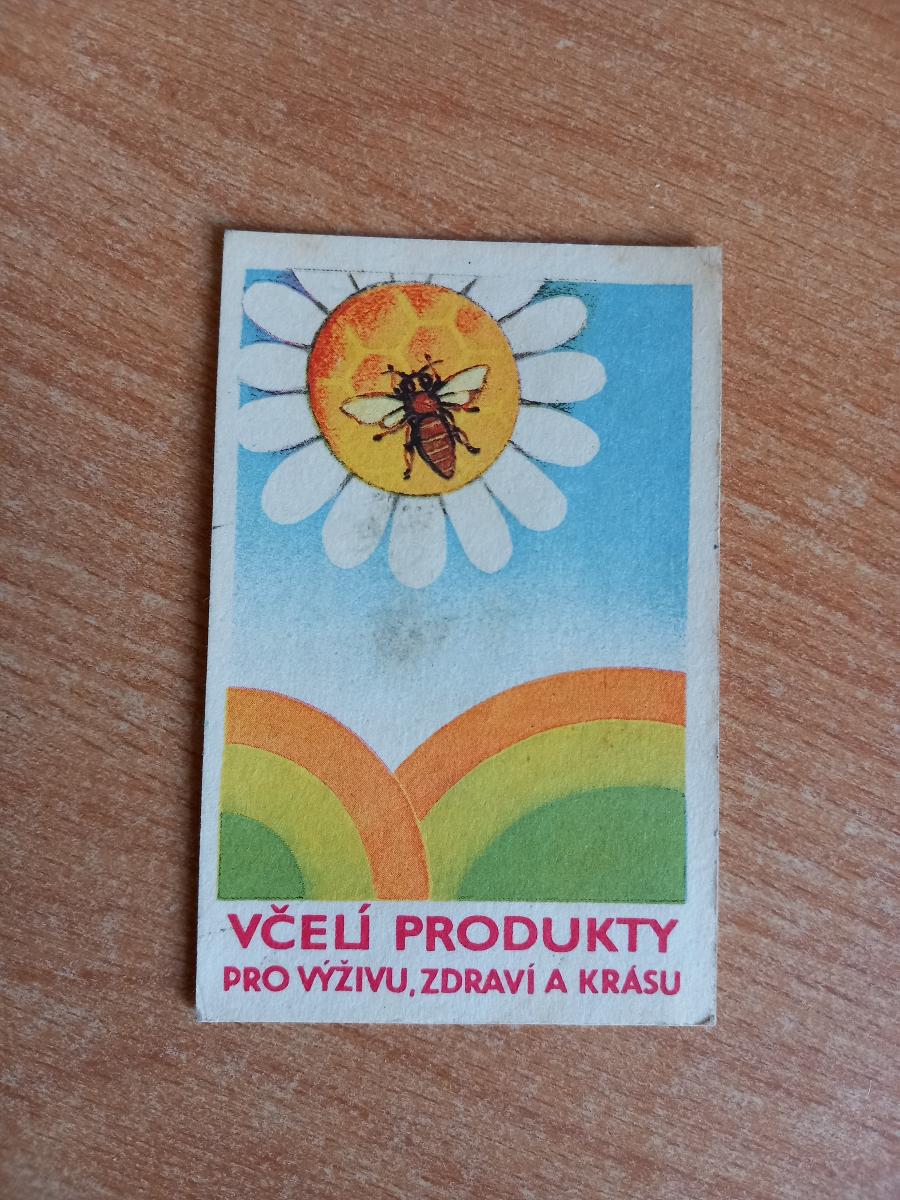 VČELÍ PRODUKTY
PRO VÝŽIVU, ZDRAVÍ A KRÁSU